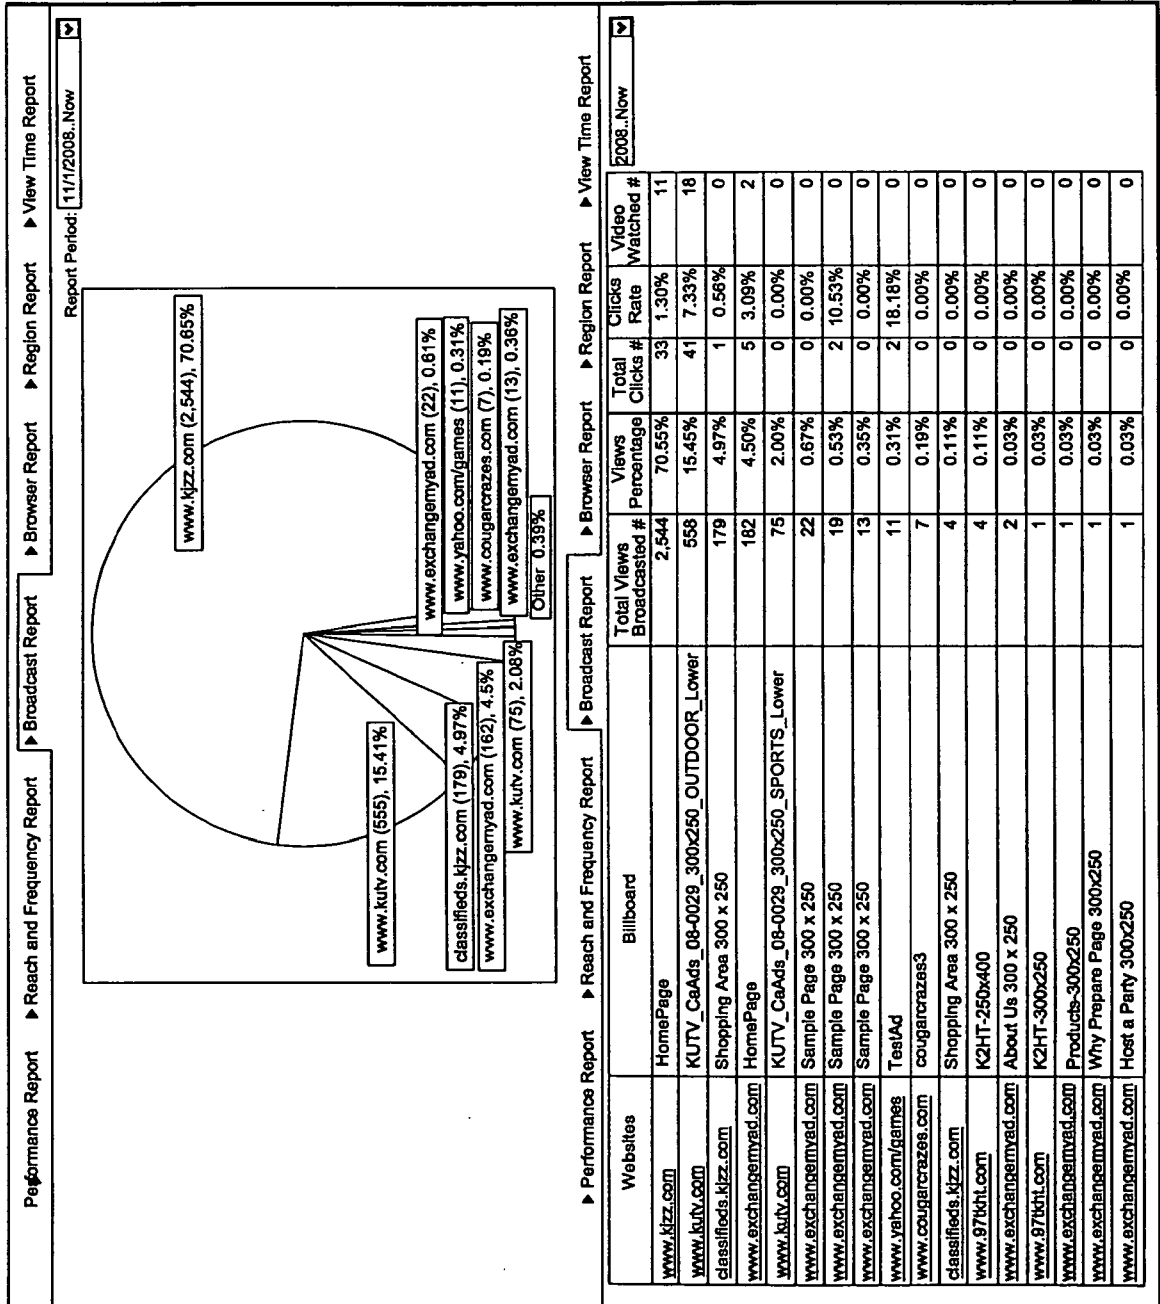 Performance Report ▶ Reach and Frequency Report ▶ Broadcast Report ▶ Browser Report ▶ Region Report ▶ View Time Report
Report Period: 11/1/2008..Now
www.kjzz.com (2,544), 70.65%
www.kutv.com (555), 15.41%
classifieds.kjzz.com (179), 4.97%
www.exchangemyad.com (162), 4.5%
www.kutv.com (75), 2.08%
www.exchangemyad.com (22), 0.61%
www.yahoo.com/games (11), 0.31%
www.cougarcrazes.com (7), 0.19%
www.exchangemyad.com (13), 0.36%
Other 0.39%
▶ Performance Report ▶ Reach and Frequency Report ▶ Broadcast Report ▶ Browser Report ▶ Region Report ▶ View Time Report
2008..Now
Websites Billboard Total Views Broadcasted # Views Percentage Total Clicks # Clicks Rate Video Watched #
www.kjzz.com HomePage 2,544 70.55% 33 1.30% 11
www.kutv.com KUTV_CaAds_08-0029_300x250_OUTDOOR_Lower 558 15.45% 41 7.33% 18
classifieds.kjzz.com Shopping Area 300 x 250 179 4.97% 1 0.56% 0
www.exchangemyad.com HomePage 182 4.50% 5 3.09% 2
www.kutv.com KUTV_CaAds_08-0029_300x250_SPORTS_Lower 75 2.00% 0 0.00% 0
www.exchangemyad.com Sample Page 300 x 250 22 0.67% 0 0.00% 0
www.exchangemyad.com Sample Page 300 x 250 19 0.53% 2 10.53% 0
www.exchangemyad.com Sample Page 300 x 250 13 0.35% 0 0.00% 0
www.yahoo.com/games TestAd 11 0.31% 2 18.18% 0
www.cougarcrazes.com cougarcrazes3 7 0.19% 0 0.00% 0
classifieds.kjzz.com Shopping Area 300 x 250 4 0.11% 0 0.00% 0
www.97tkht.com K2HT-250x400 4 0.11% 0 0.00% 0
www.exchangemyad.com About Us 300 x 250 2 0.03% 0 0.00% 0
www.97tkht.com K2HT-300x250 1 0.03% 0 0.00% 0
www.exchangemyad.com Products-300x250 1 0.03% 0 0.00% 0
www.exchangemyad.com Why Prepare Page 300x250 1 0.03% 0 0.00% 0
www.exchangemyad.com Host a Party 300x250 1 0.03% 0 0.00% 0